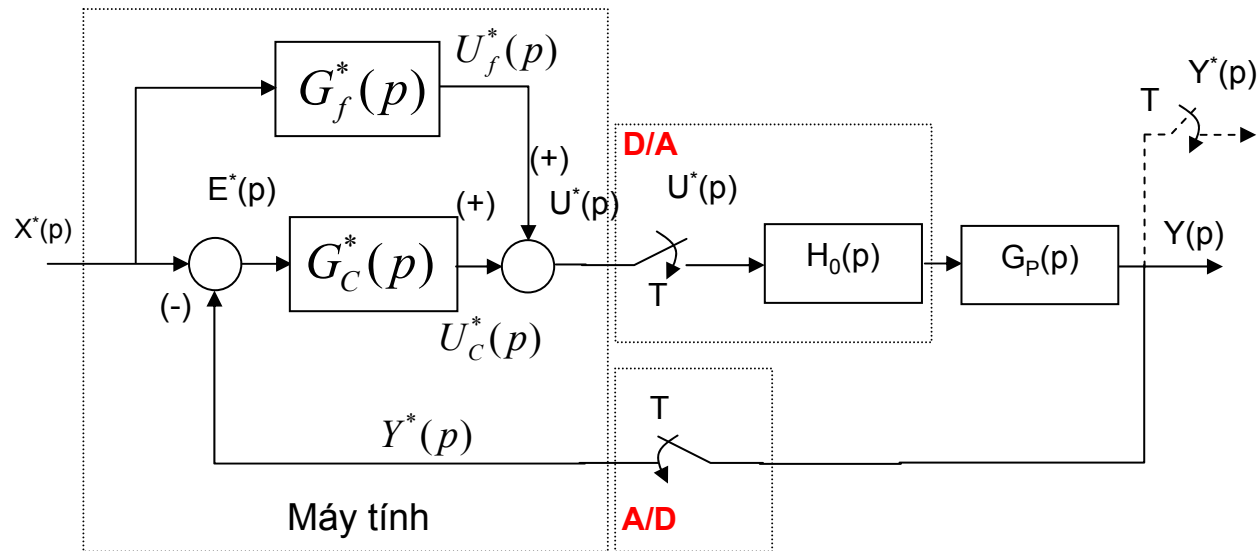 U*f(p)
G*f(p)
T
Y*(p)
D/A
(+)
E*(p)
(+)
U*(p)
U*(p)
X*(p)
G*C(p)
H0(p)
GP(p)
Y(p)
(-)
T
U*C(p)
T
Y*(p)
Máy tính
A/D